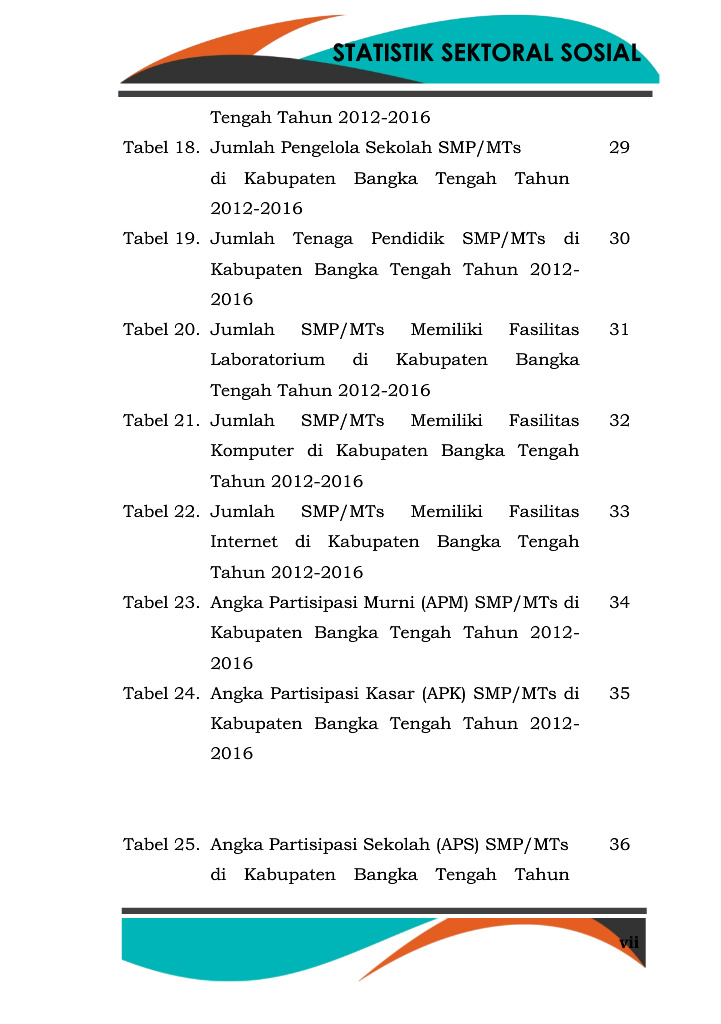 STATISTIK SEKTORAL SOSIAL
Tengah Tahun 2012-2016
Tabel 18. Jumlah Pengelola Sekolah SMP/MTs 29
di Kabupaten Bangka Tengah Tahun
2012-2016
Tabel 19. Jumlah Tenaga Pendidik SMP/MTs di 30
Kabupaten Bangka Tengah Tahun 2012-
2016
Tabel 20. Jumlah SMP/MTs Memiliki Fasilitas 31
Laboratorium di Kabupaten Bangka
Tengah Tahun 2012-2016
Tabel 21. Jumlah SMP/MTs Memiliki Fasilitas 32
Komputer di Kabupaten Bangka Tengah
Tahun 2012-2016
Tabel 22. Jumlah SMP/MTs Memiliki Fasilitas 33
Internet di Kabupaten Bangka Tengah
Tahun 2012-2016
Tabel 23. Angka Partisipasi Murni (APM) SMP/MTs di 34
Kabupaten Bangka Tengah Tahun 2012-
2016
Tabel 24. Angka Partisipasi Kasar (APK) SMP/MTs di 35
Kabupaten Bangka Tengah Tahun 2012-
2016
Tabel 25. Angka Partisipasi Sekolah (APS) SMP/MTs 36
di Kabupaten Bangka Tengah Tahun
vii